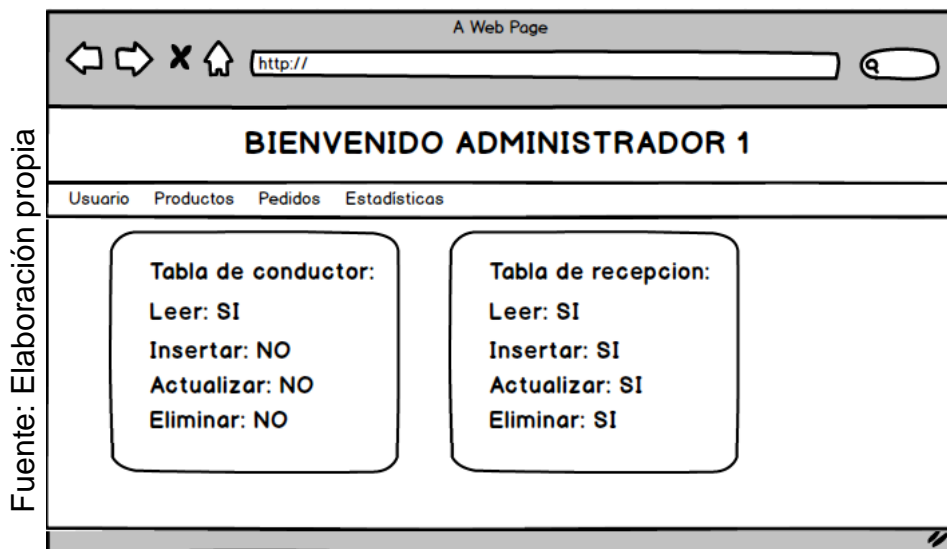 A Web Page
http://
BIENVENIDO ADMINISTRADOR 1
Usuario Productos Pedidos Estadísticas
Tabla de conductor:
Leer: SI
Insertar: NO
Actualizar: NO
Eliminar: NO
Tabla de recepcion:
Leer: SI
Insertar: SI
Actualizar: SI
Eliminar: SI
Fuente: Elaboración propia